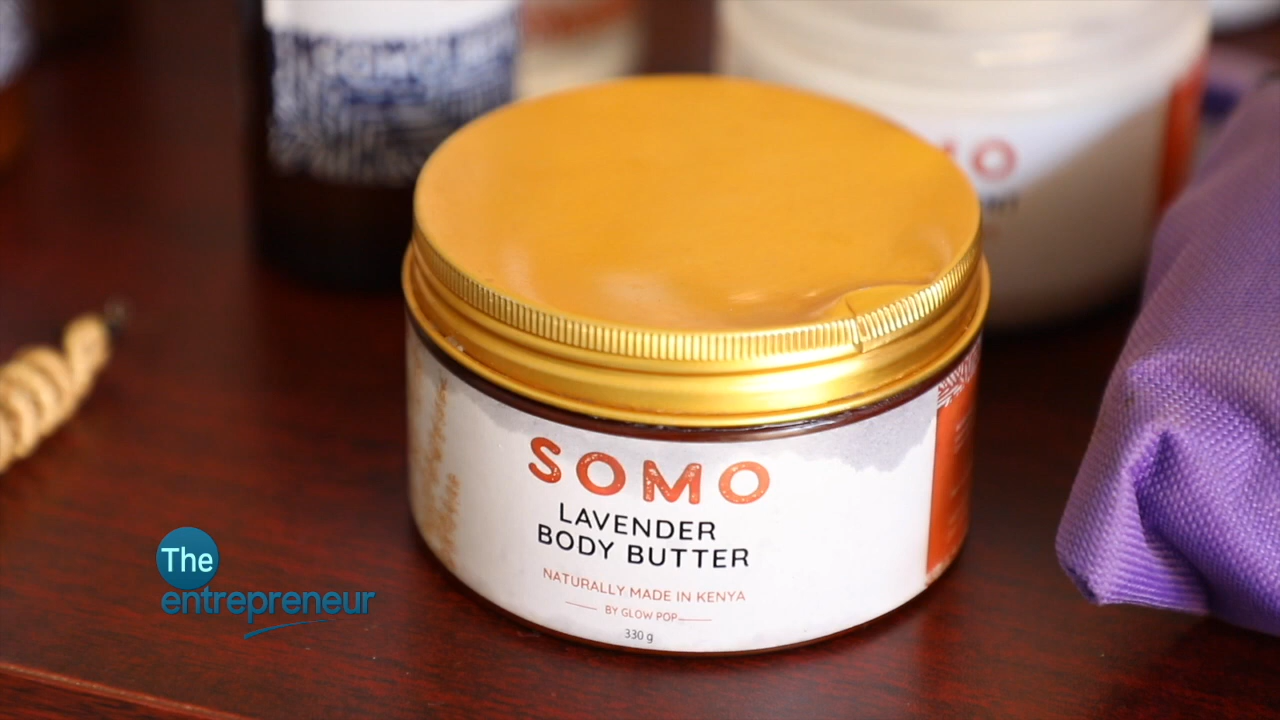 SOMO
LAVENDER
BODY BUTTER
NATURALLY MADE IN KENYA
BY GLOW POP
330 g
The
entrepreneur